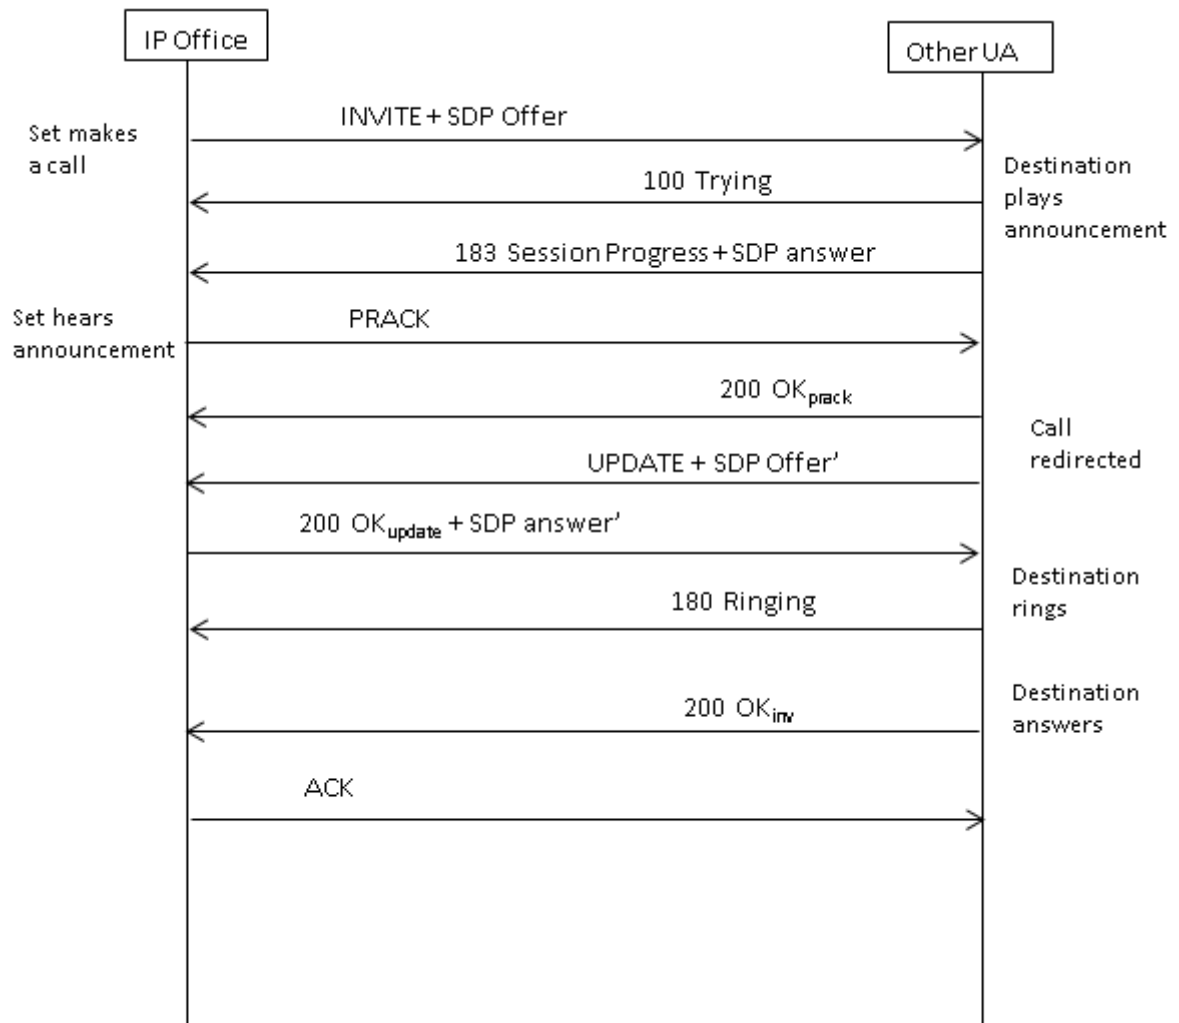 IP Office
Other UA
INVITE + SDP Offer
Set makes
a call
100 Trying
Destination
plays
announcement
183 Session Progress + SDP answer
Set hears
announcement
PRACK
200 OKprack
Call
redirected
UPDATE + SDP Offer’
200 OKupdate + SDP answer’
Destination
rings
180 Ringing
Destination
answers
200 OKinv
ACK